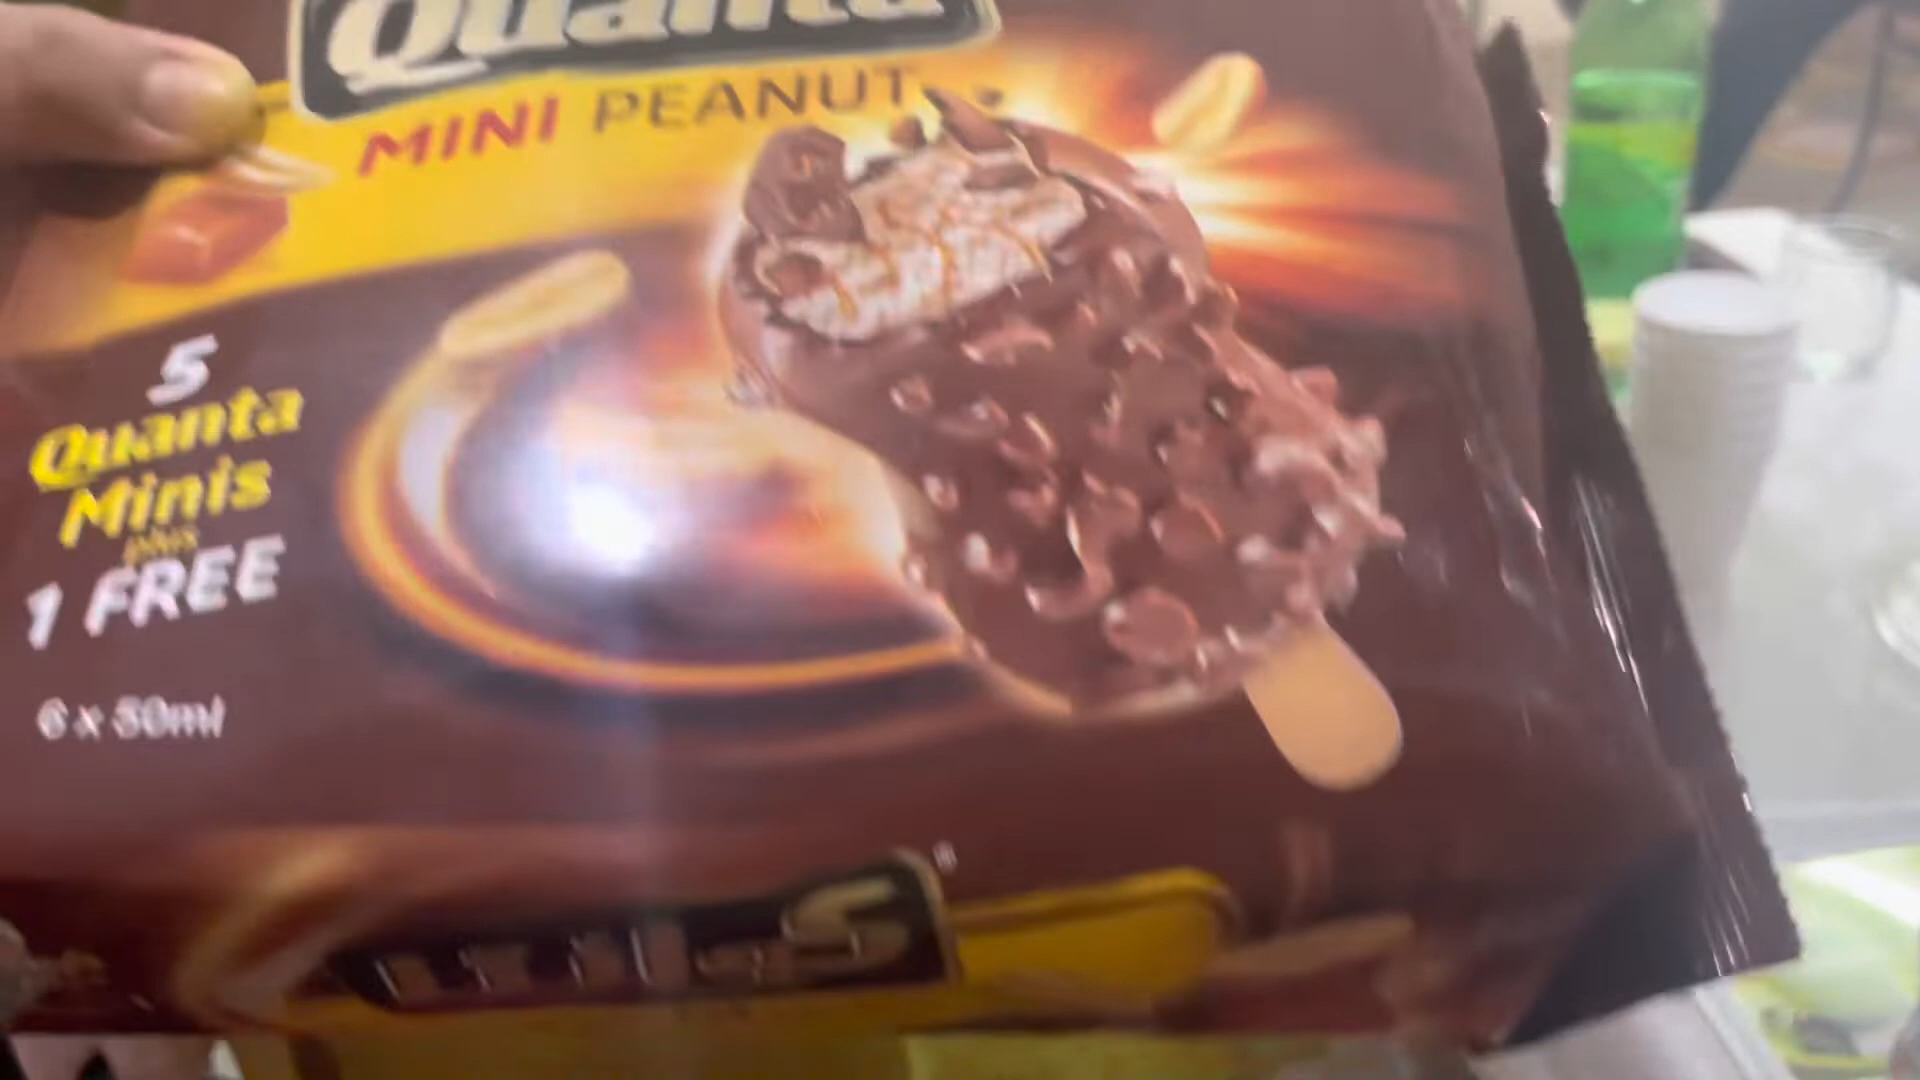 Quanta
MINI PEANUT
5
Quanta
Minis
plus
1 FREE
6 x 50ml